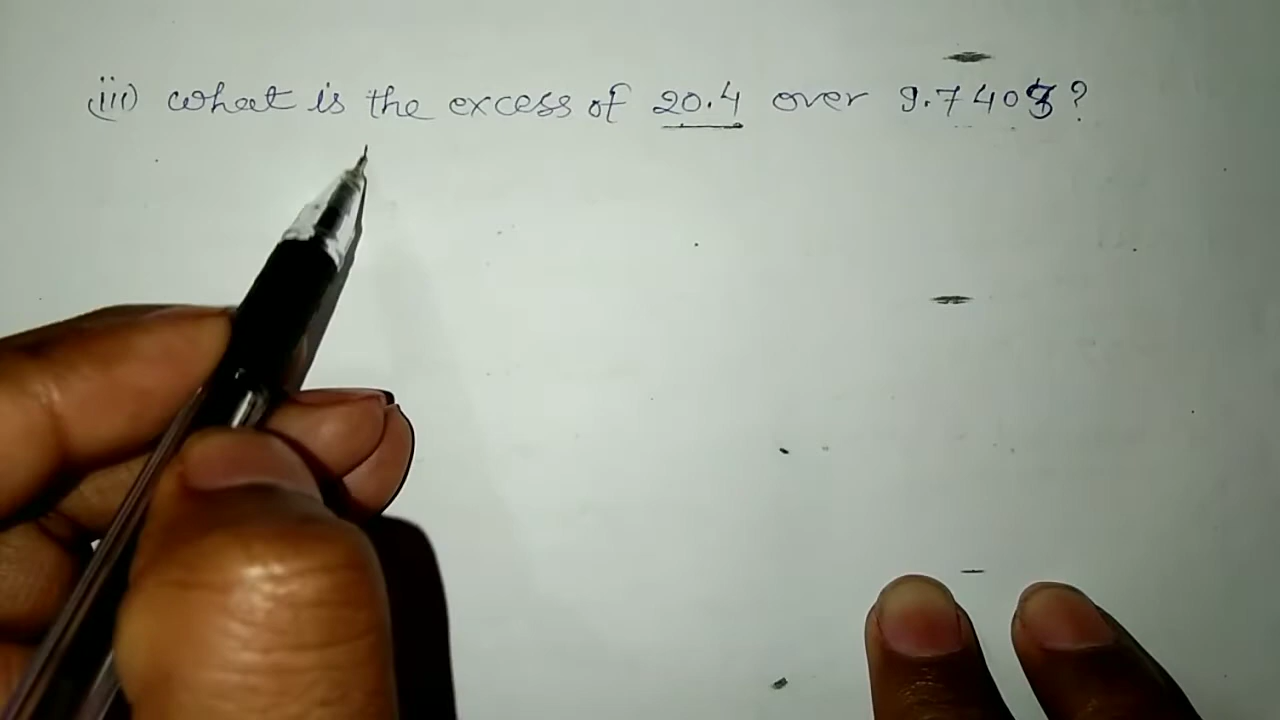 (iii) What is the excess of 20.4 over 9.7403?